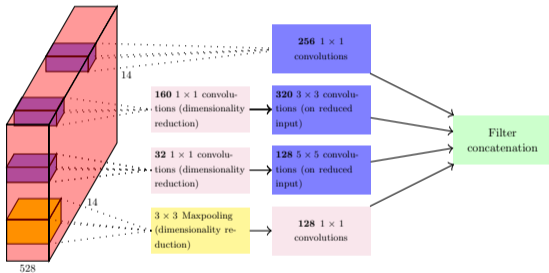 256 1 × 1
convolutions
14
160 1 × 1 convolu-
tions (dimensionality
reduction)
320 3 × 3 convolu-
tions (on reduced
input)
Filter
concatenation
32 1 × 1 convolu-
tions (dimensionality
reduction)
128 5 × 5 convolu-
tions (on reduced
input)
14
3 × 3 Maxpooling
(dimensionality re-
duction)
128 1 × 1
convolutions
528